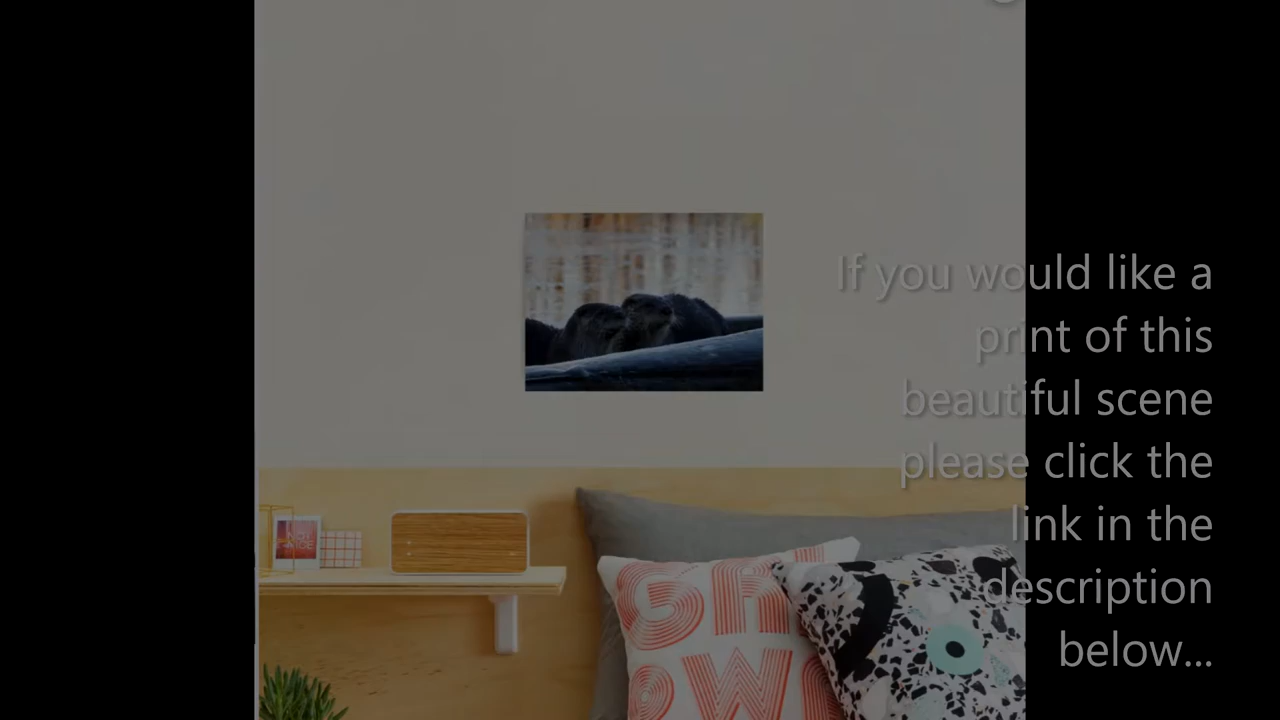 If you would like a
print of this
beautiful scene
please click the
link in the
description
below...